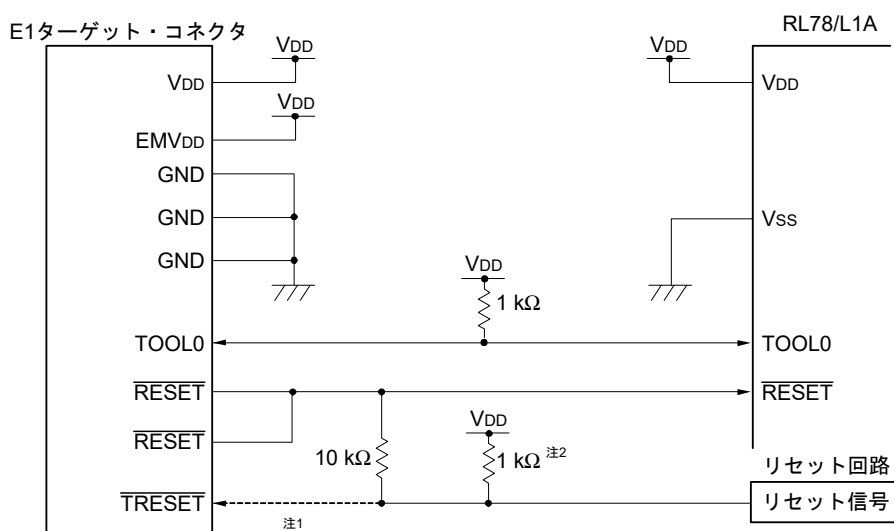 E1ターゲット・コネクタ
RL78/L1A
VDD
VDD
VDD
VDD
VDD
EMVDD
GND
GND
VSS
GND
VDD
1 kΩ
TOOL0
TOOL0
RESET
RESET
VDD
RESET
10 kΩ
1 kΩ 注2
リセット回路
TRESET
リセット信号
注1